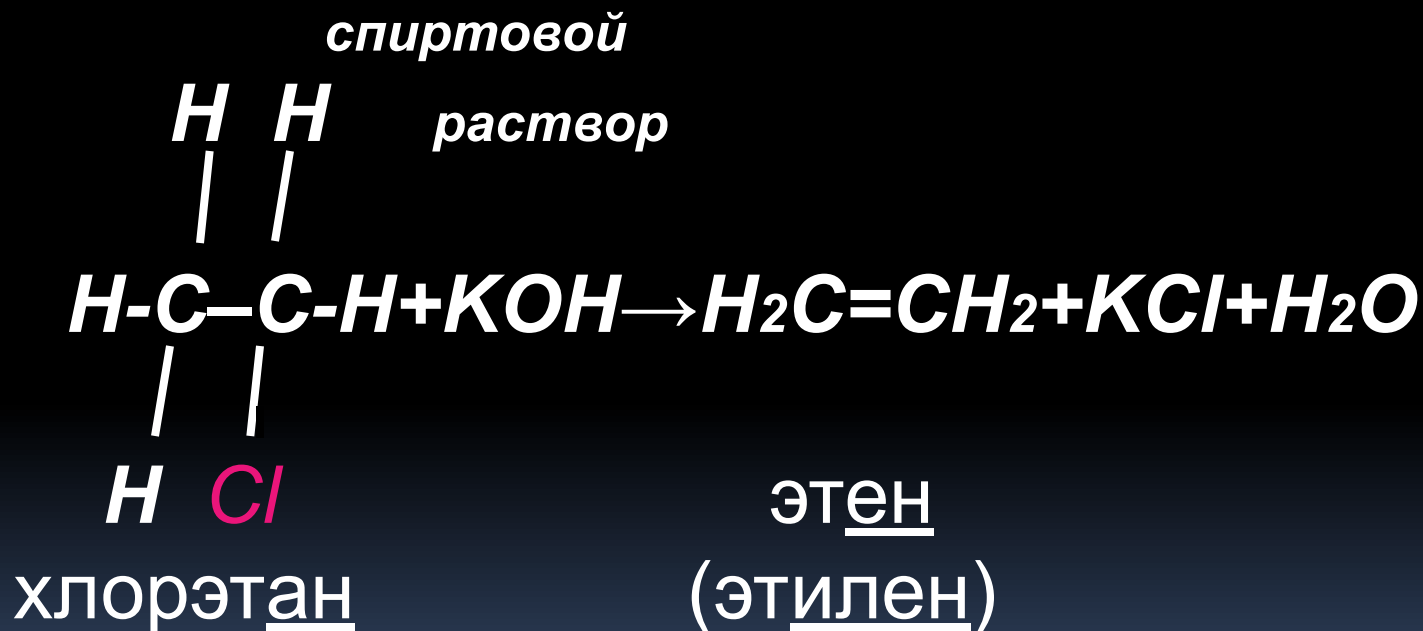 спиртовой
H H раствор
H-C–C-H+KOH→H₂C=CH₂+KCl+H₂O
H Cl этен
хлорэтан (этилен)